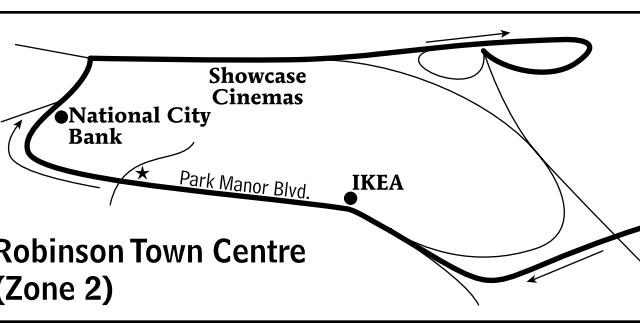 Showcase
Cinemas
National City
Bank
Park Manor Blvd.
IKEA
Robinson Town Centre
(Zone 2)